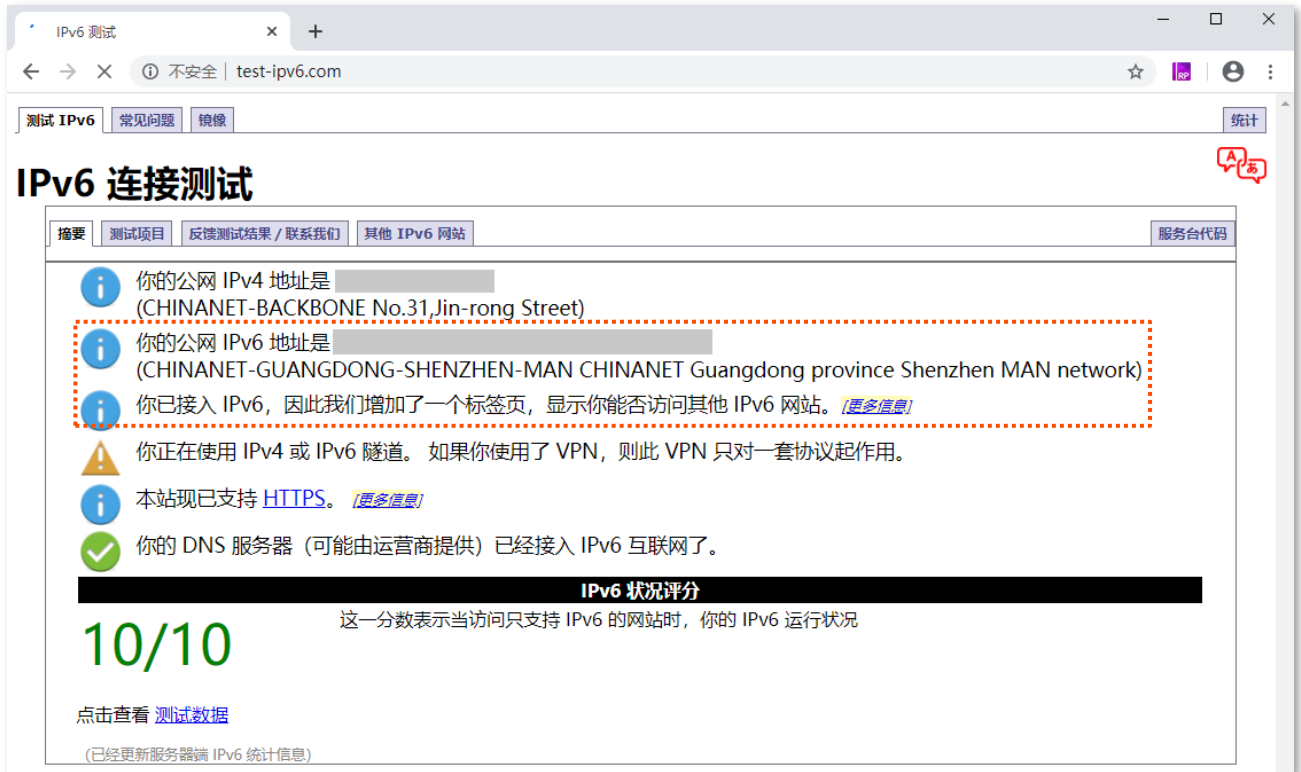 IPv6 测试
不安全 | test-ipv6.com
RP
测试 IPv6 常见问题 镜像 统计
A あ
IPv6 连接测试
摘要 测试项目 反馈测试结果 / 联系我们 其他 IPv6 网站 服务台代码
你的公网 IPv4 地址是
(CHINANET-BACKBONE No.31,Jin-rong Street)
你的公网 IPv6 地址是
(CHINANET-GUANGDONG-SHENZHEN-MAN CHINANET Guangdong province Shenzhen MAN network)
你已接入 IPv6，因此我们增加了一个标签页，显示你能否访问其他 IPv6 网站。 [更多信息]
你正在使用 IPv4 或 IPv6 隧道。 如果你使用了 VPN，则此 VPN 只对一套协议起作用。
本站现已支持 HTTPS。 [更多信息]
你的 DNS 服务器（可能由运营商提供）已经接入 IPv6 互联网了。
IPv6 状况评分
这一分数表示当访问只支持 IPv6 的网站时，你的 IPv6 运行状况
10/10
点击查看 测试数据
(已经更新服务器端 IPv6 统计信息)